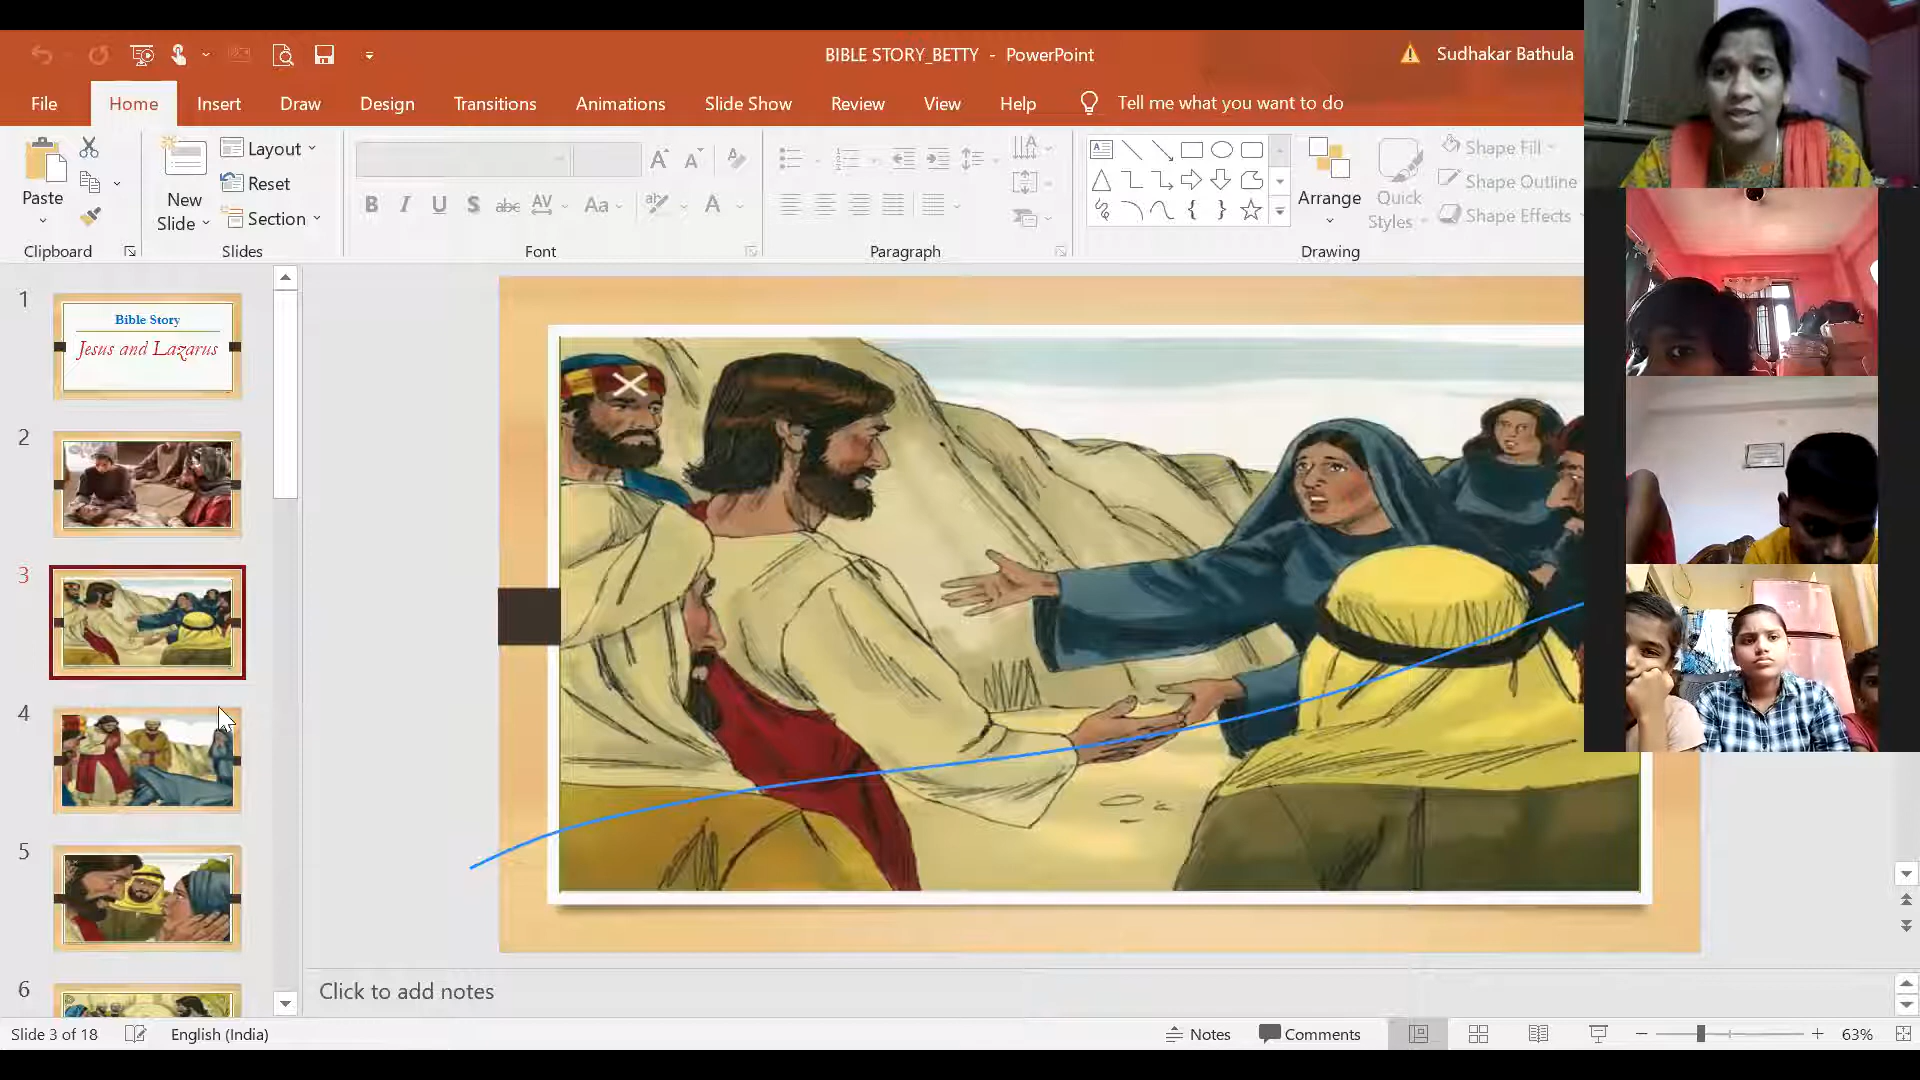 BIBLE STORY_BETTY - PowerPoint
Sudhakar Bathula
File Home Insert Draw Design Transitions Animations Slide Show Review View Help Tell me what you want to do
Paste
New Slide
Layout
Reset
Section
B I U S abc AV Aa A
Arrange
Quick Styles
Shape Fill
Shape Outline
Shape Effects
Clipboard Slides Font Paragraph Drawing
1
Bible Story
Jesus and Lazarus
2
3
4
5
6
Click to add notes
Slide 3 of 18 English (India) Notes Comments 63%